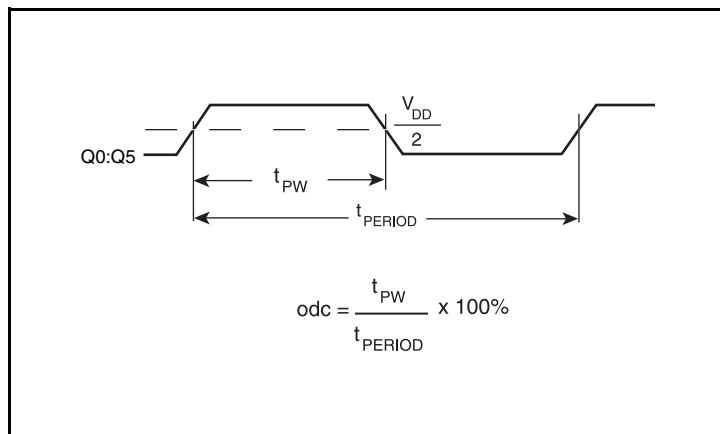 V_DD
2
Q0:Q5
t_PW
t_PERIOD
odc = t_PW / t_PERIOD x 100%